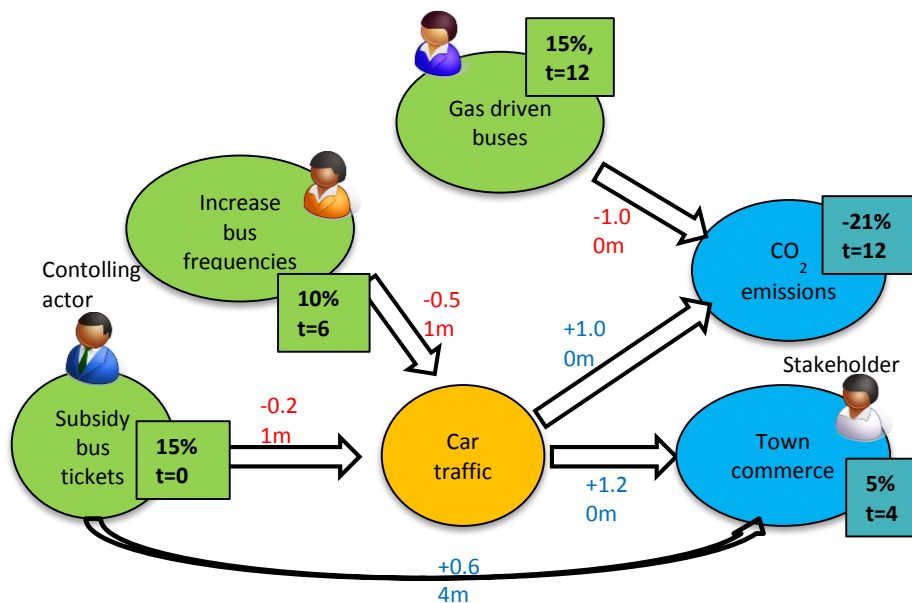 15%,
t=12
Gas driven
buses
Increase
bus
frequencies
10%
t=6
-1.0
0m
-21%
t=12
CO2
emissions
Contolling
actor
-0.5
1m
+1.0
0m
Stakeholder
Subsidy
bus
tickets
15%
t=0
-0.2
1m
Car
traffic
+1.2
0m
Town
commerce
5%
t=4
+0.6
4m